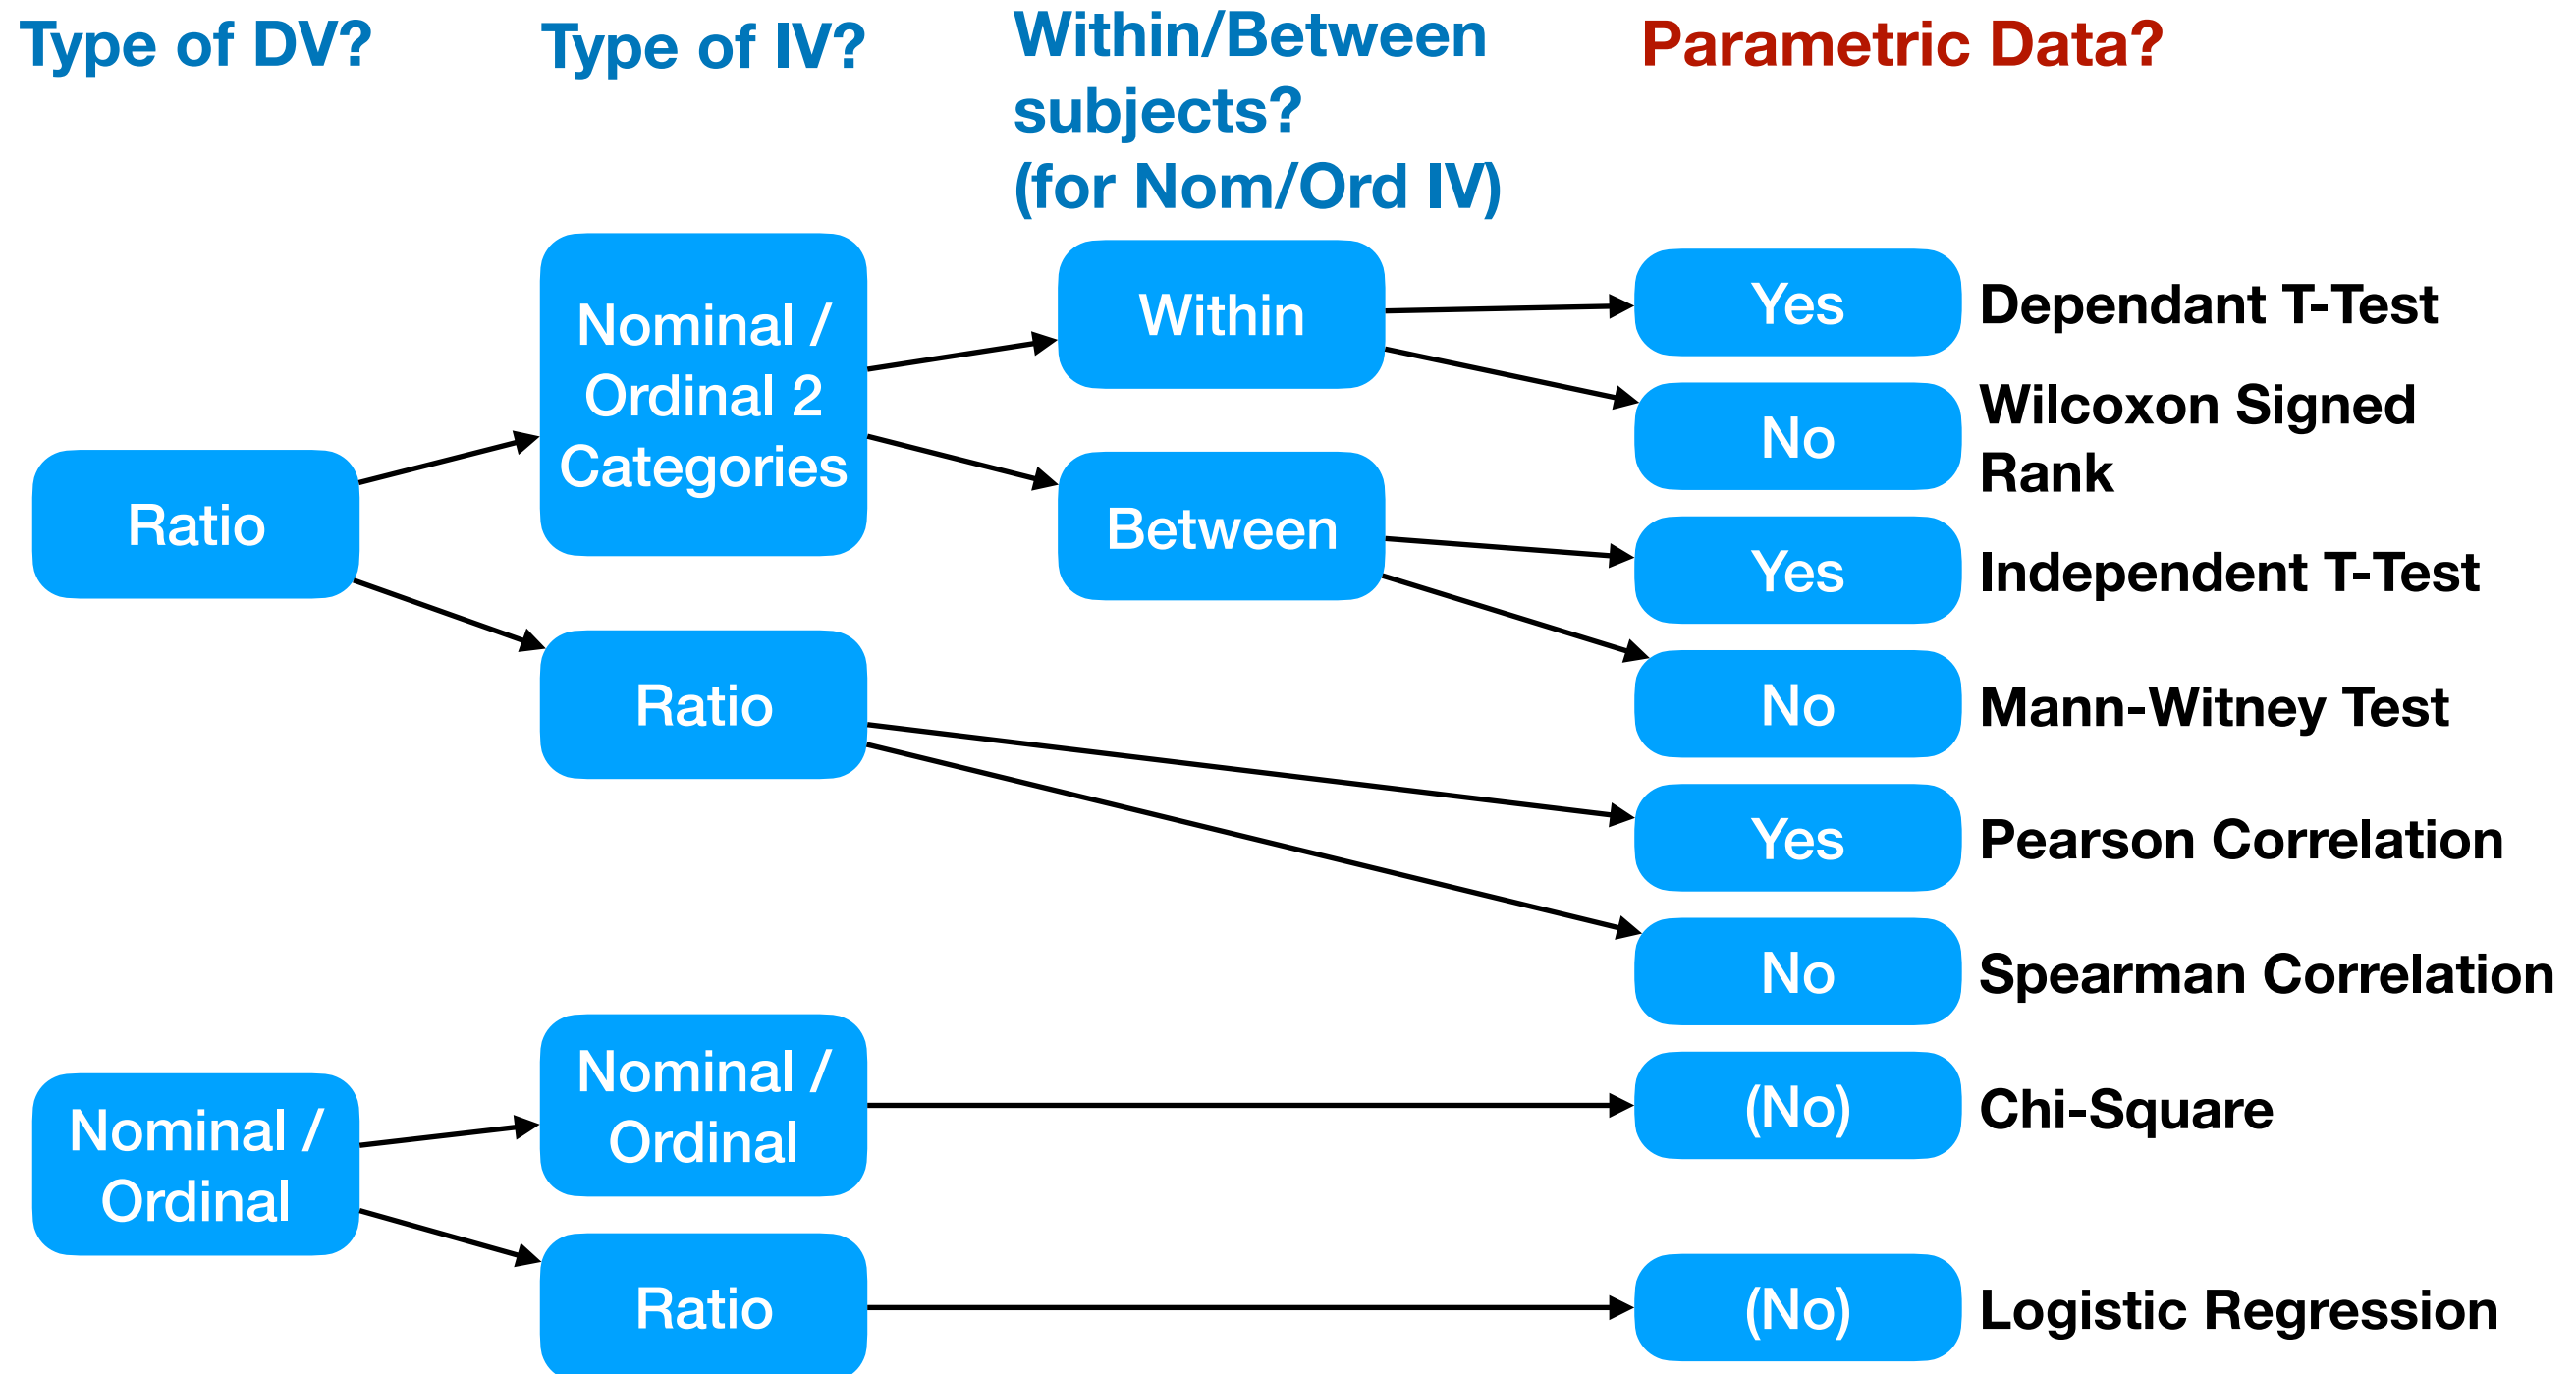 Type of DV?
Type of IV?
Within/Between
subjects?
(for Nom/Ord IV)
Parametric Data?
Ratio
Nominal /
Ordinal 2
Categories
Within
Between
Yes
Dependant T-Test
No
Wilcoxon Signed
Rank
Yes
Independent T-Test
No
Mann-Witney Test
Ratio
Yes
Pearson Correlation
No
Spearman Correlation
Nominal /
Ordinal
Nominal /
Ordinal
(No)
Chi-Square
Ratio
(No)
Logistic Regression